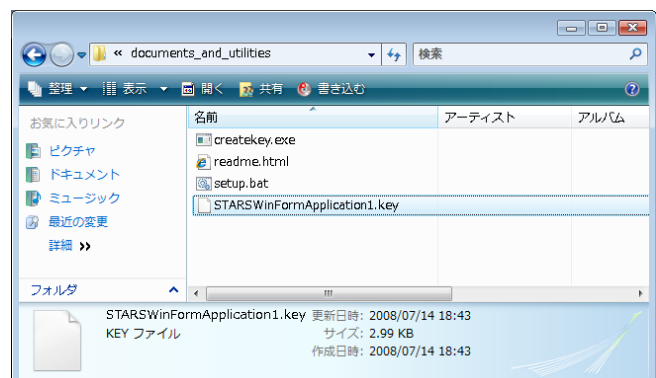 « documents_and_utilities 検索
整理 表示 開く 共有 書き込む
お気に入りリンク
ピクチャ
ドキュメント
ミュージック
最近の変更
詳細 »
フォルダ
名前 アーティスト アルバム
createkey.exe
readme.html
setup.bat
STARSWinFormApplication1.key
STARSWinFormApplication1.key 更新日時: 2008/07/14 18:43
KEY ファイル サイズ: 2.99 KB
作成日時: 2008/07/14 18:43